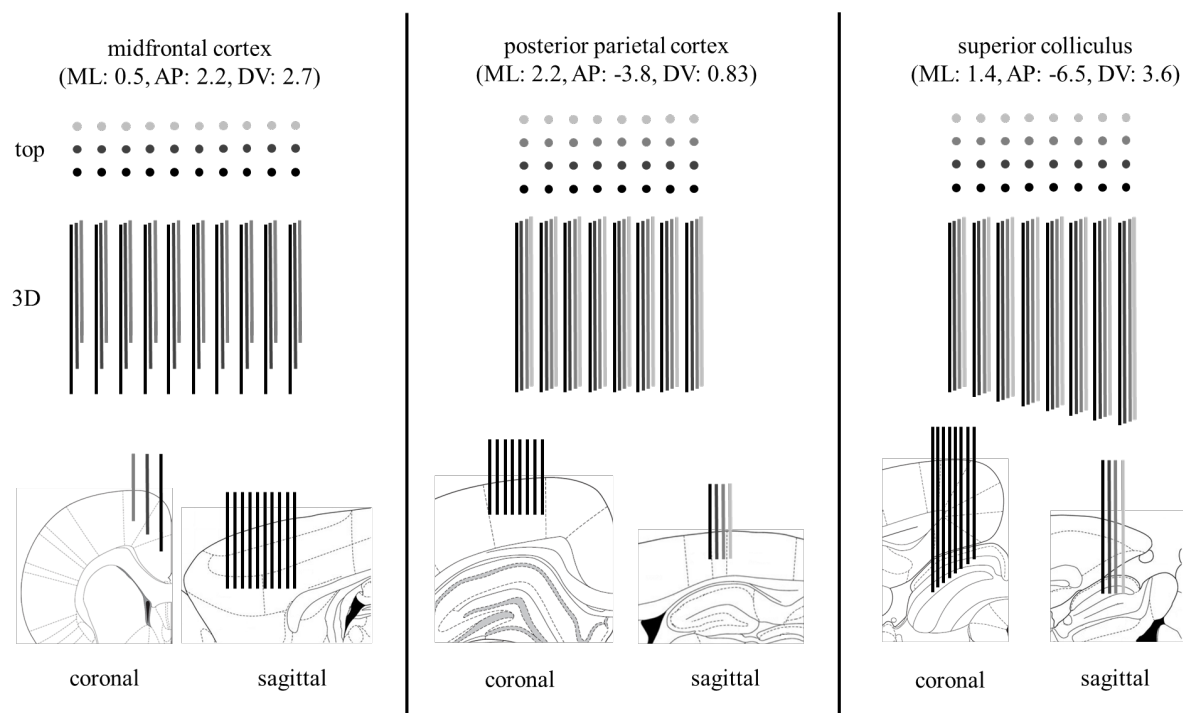 midfrontal cortex
(ML: 0.5, AP: 2.2, DV: 2.7)
top
3D
coronal
sagittal
posterior parietal cortex
(ML: 2.2, AP: -3.8, DV: 0.83)
coronal
sagittal
superior colliculus
(ML: 1.4, AP: -6.5, DV: 3.6)
coronal
sagittal